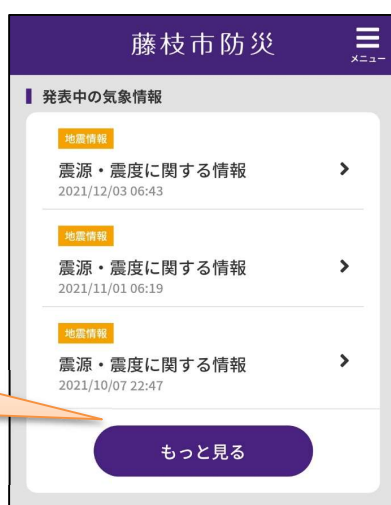 藤枝市防災
メニュー
発表中の気象情報
地震情報
震源・震度に関する情報
2021/12/03 06:43
地震情報
震源・震度に関する情報
2021/11/01 06:19
地震情報
震源・震度に関する情報
2021/10/07 22:47
もっと見る